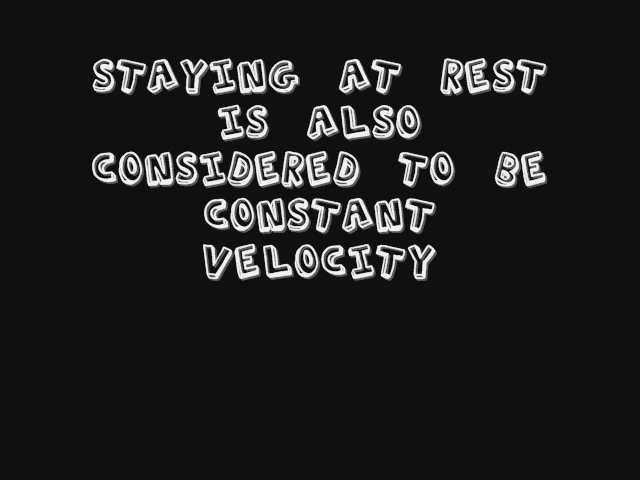 STAYING AT REST
IS ALSO
CONSIDERED TO BE
CONSTANT
VELOCITY